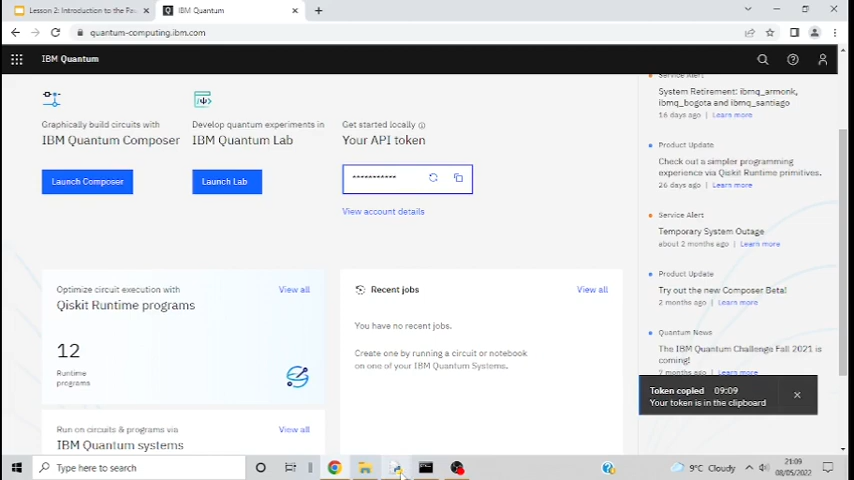 Lesson 2: Introduction to the Pa
IBM Quantum
quantum-computing.ibm.com
IBM Quantum
Graphically build circuits with
IBM Quantum Composer
Launch Composer
Develop quantum experiments in
IBM Quantum Lab
Launch Lab
Get started locally
Your API token
-----------
View account details
Optimize circuit execution with
Qiskit Runtime programs
View all
12
Runtime
programs
Run on circuits & programs via
IBM Quantum systems
View all
Recent jobs
View all
You have no recent jobs.
Create one by running a circuit or notebook
on one of your IBM Quantum Systems.
Service Alert
System Retirement: ibmq_armonk,
ibmq_bogota and ibmq_santiago
16 days ago | Learn more
Product Update
Check out a simpler programming
experience via Qiskit Runtime primitives.
26 days ago | Learn more
Service Alert
Temporary System Outage
about 2 months ago | Learn more
Product Update
Try out the new Composer Beta!
2 months ago | Learn more
Quantum News
The IBM Quantum Challenge Fall 2021 is
coming!
7 months ago | Learn more
Token copied 09:09
Your token is in the clipboard
Type here to search
9°C Cloudy
21:09
08/05/2022